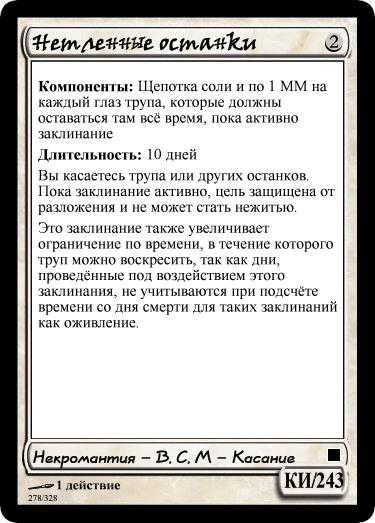 Нетленные останки
2
Компоненты: Щепотка соли и по 1 ММ на
каждый глаз трупа, которые должны
оставаться там всё время, пока активно
заклинание
Длительность: 10 дней
Вы касаетесь трупа или других останков.
Пока заклинание активно, цель защищена от
разложения и не может стать нежитью.
Это заклинание также увеличивает
ограничение по времени, в течение которого
труп можно воскресить, так как дни,
проведённые под воздействием этого
заклинания, не учитываются при подсчёте
времени со дня смерти для таких заклинаний
как оживление.
Некромантия – В, С, М – Касание
КИ/243
1 действие
278/328